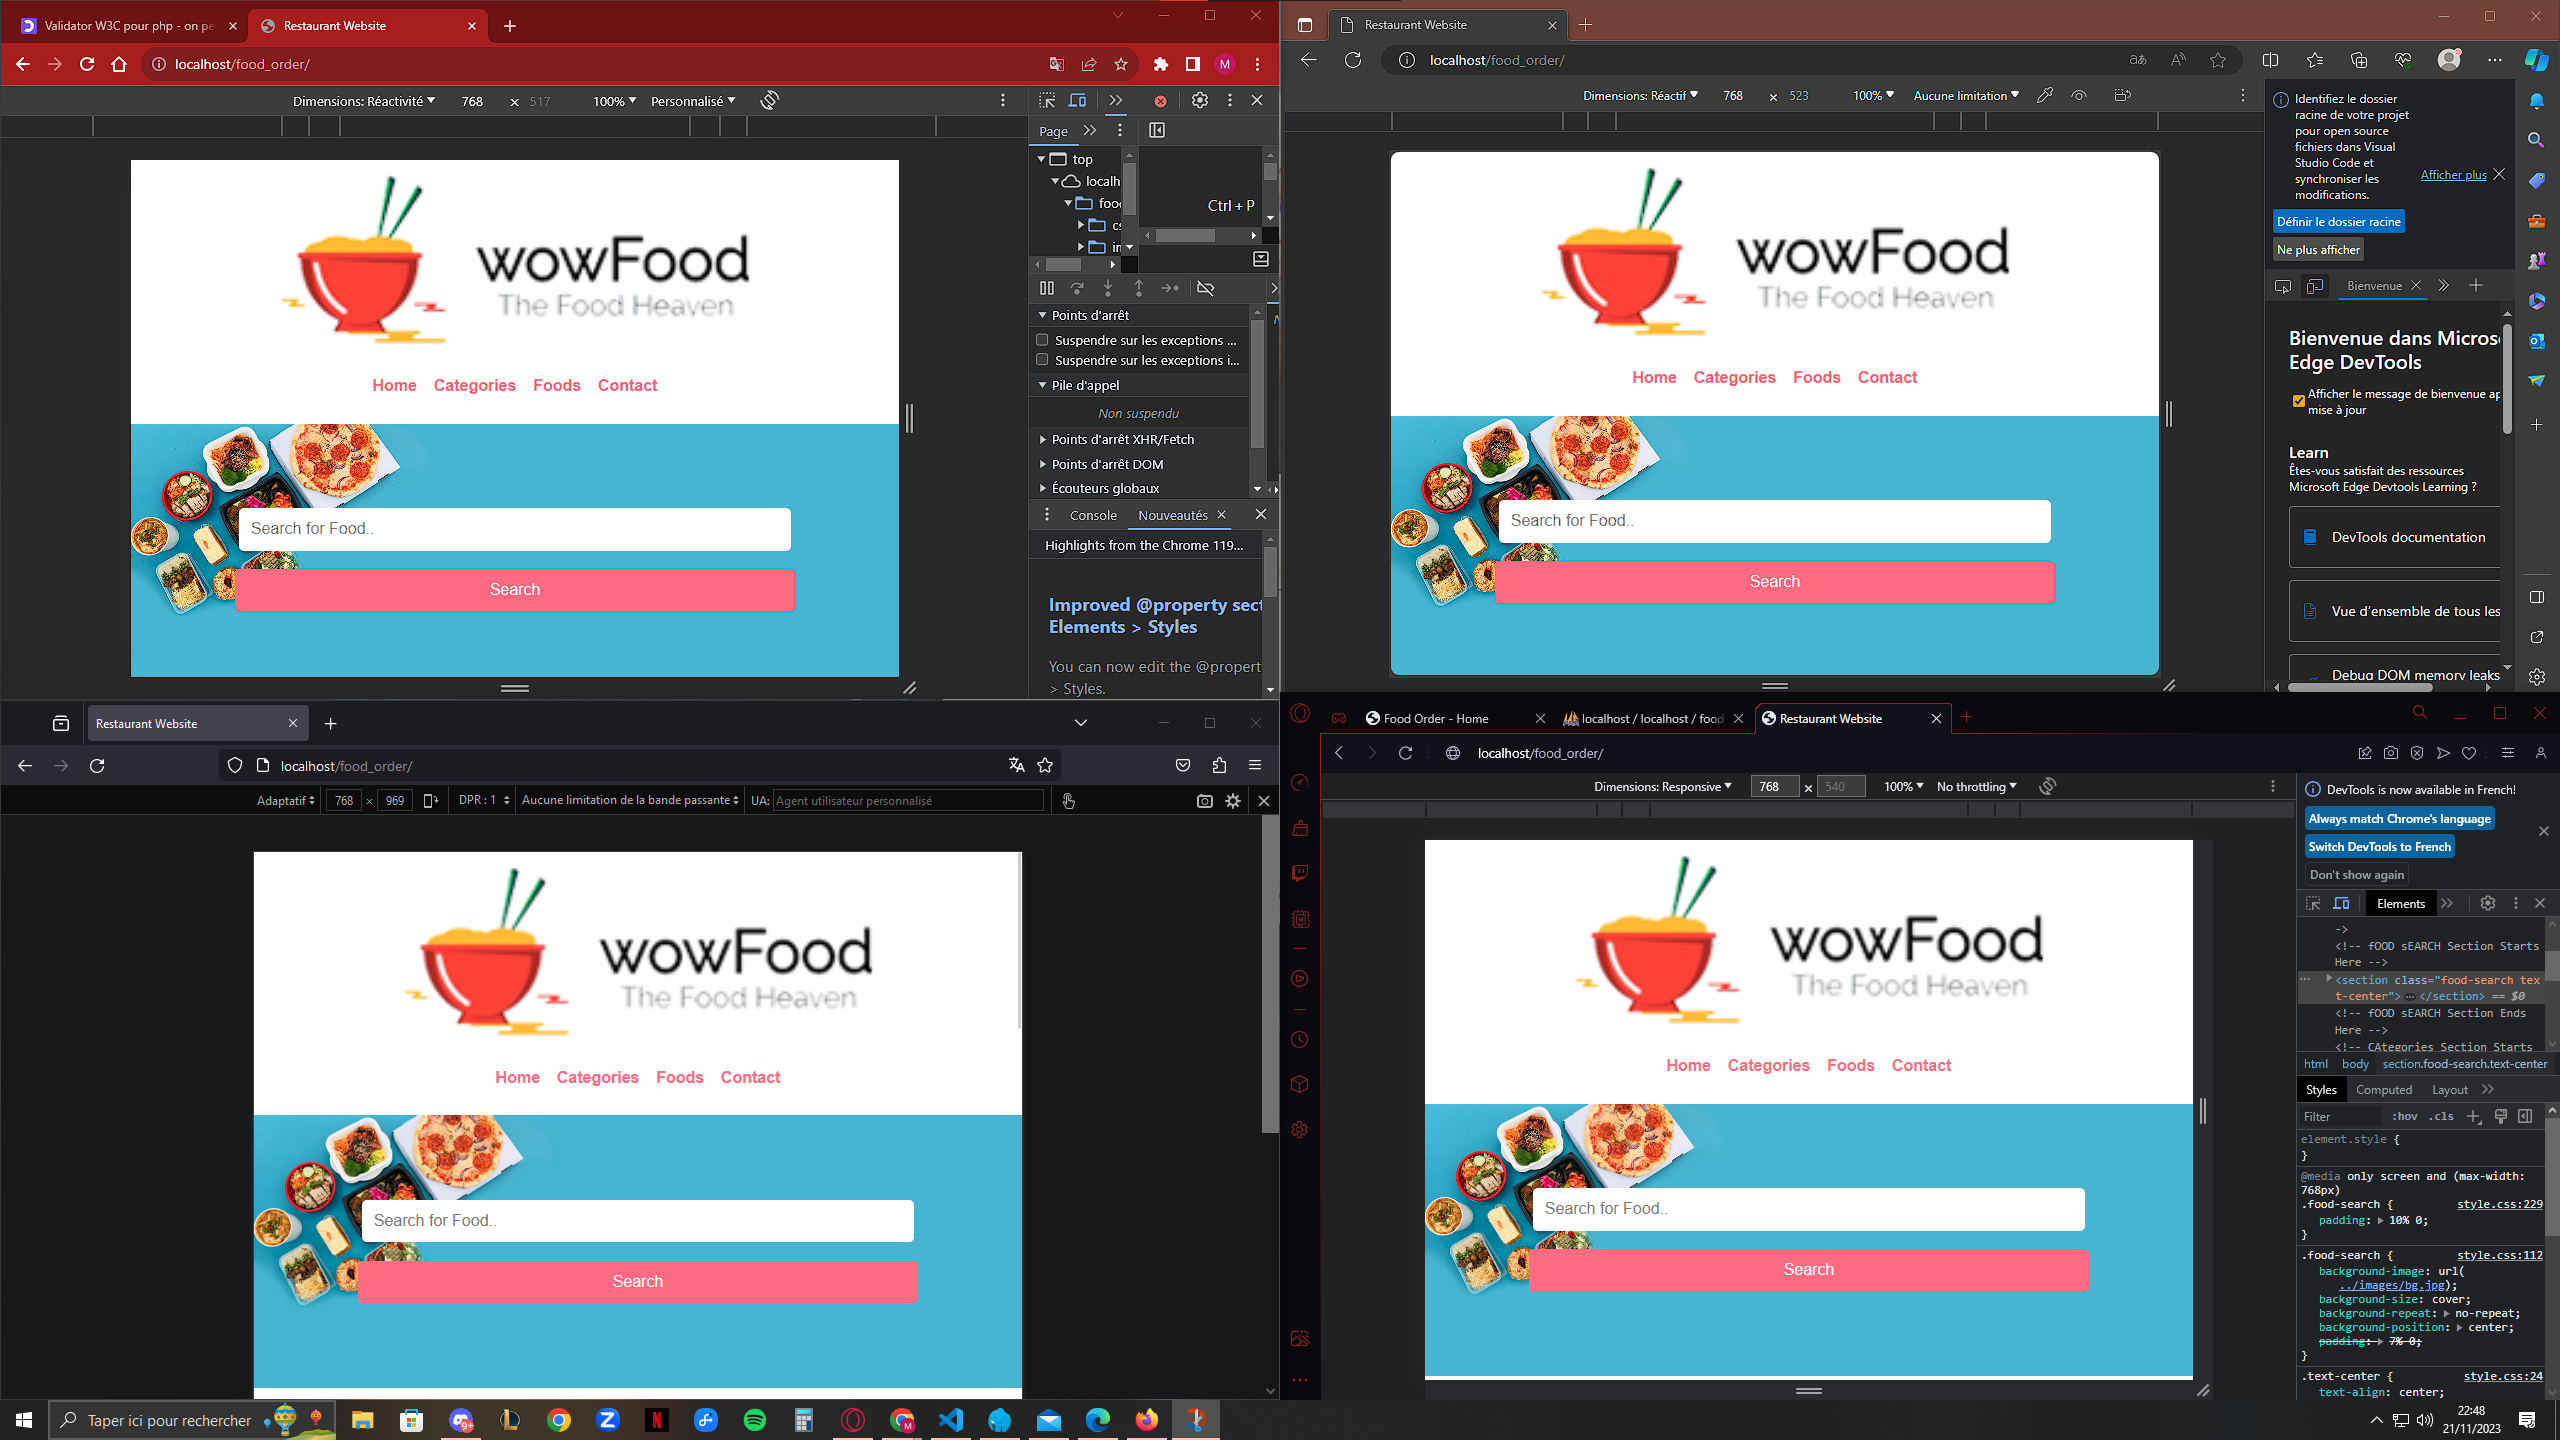 Validator W3C pour php - on pe
Restaurant Website
localhost/food_order/
M
Dimensions: Réactivité
768
×
517
100%
Personnalisé
Page
top
localh
foo
Ctrl + P
wowFood
The Food Heaven
Home Categories Foods Contact
Search for Food..
Search
Points d'arrêt
Suspendre sur les exceptions ...
Suspendre sur les exceptions i...
Pile d'appel
Non suspendu
Points d'arrêt XHR/Fetch
Points d'arrêt DOM
Écouteurs globaux
Console
Nouveautés
Highlights from the Chrome 119...
Improved @property sect
Elements > Styles
You can now edit the @propert
> Styles.
Restaurant Website
localhost/food_order/
Dimensions: Réactif
768
×
523
100%
Aucune limitation
Identifiez le dossier
racine de votre projet
pour open source
fichiers dans Visual
Studio Code et
synchroniser les
modifications.
Afficher plus
Définir le dossier racine
Ne plus afficher
Bienvenue
Bienvenue dans Micros
Edge DevTools
Afficher le message de bienvenue ap
mise à jour
Learn
Êtes-vous satisfait des ressources
Microsoft Edge Devtools Learning ?
DevTools documentation
Vue d'ensemble de tous les
Debug DOM memory leaks
wowFood
The Food Heaven
Home Categories Foods Contact
Search for Food..
Search
Restaurant Website
localhost/food_order/
Adaptatif
768
×
969
DPR : 1
Aucune limitation de la bande passante
UA:
Agent utilisateur personnalisé
wowFood
The Food Heaven
Home Categories Foods Contact
Search for Food..
Search
Food Order - Home
localhost / localhost / food
Restaurant Website
localhost/food_order/
Dimensions: Responsive
768
×
540
100%
No throttling
DevTools is now available in French!
Always match Chrome's language
Switch DevTools to French
Don't show again
Elements
->
<!-- fOOD sEARCH Section Starts
Here -->
<section class="food-search tex
t-center"> … </section> == $0
<!-- fOOD sEARCH Section Ends
Here -->
<!-- CAtegories Section Starts
html body section.food-search.text-center
Styles Computed Layout
Filter
:hov .cls
element.style {
}
@media only screen and (max-width:
768px)
.food-search {
style.css:229
padding: 10% 0;
}
.food-search {
style.css:112
background-image: url(
../images/bg.jpg);
background-size: cover;
background-repeat: no-repeat;
background-position: center;
padding: 7% 0;
}
.text-center {
style.css:24
text-align: center;
wowFood
The Food Heaven
Home Categories Foods Contact
Search for Food..
Search
Taper ici pour rechercher
22:48
21/11/2023